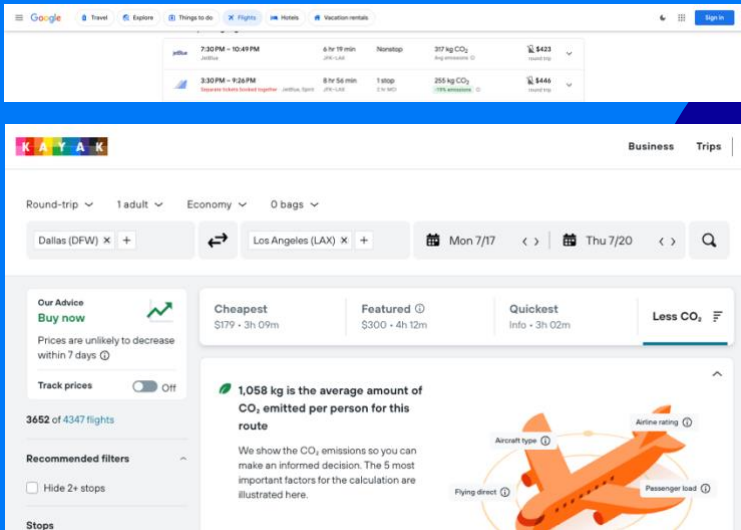 Google Travel Explore Things to do Flights Hotels Vacation rentals Sign in
jetBlue 7:30 PM – 10:49 PM 6 hr 19 min Nonstop 317 kg CO₂ $423
JetBlue JFK–LAX Avg emissions round trip
3:30 PM – 9:26 PM 8 hr 56 min 1 stop 255 kg CO₂ $446
Separate tickets booked together JetBlue, Spirit JFK–LAX 2 hr MCI -19% emissions round trip
KAYAK Business Trips
Round-trip 1 adult Economy 0 bags
Dallas (DFW) × + Los Angeles (LAX) × + Mon 7/17 Thu 7/20
Our Advice
Buy now
Prices are unlikely to decrease
within 7 days
Track prices Off
3652 of 4347 flights
Recommended filters
Hide 2+ stops
Stops
Cheapest Featured Quickest Less CO₂
$179 • 3h 09m $300 • 4h 12m Info • 3h 02m
1,058 kg is the average amount of
CO₂ emitted per person for this
route
We show the CO₂ emissions so you can
make an informed decision. The 5 most
important factors for the calculation are
illustrated here.
Airline rating
Aircraft type
Passenger load
Flying direct